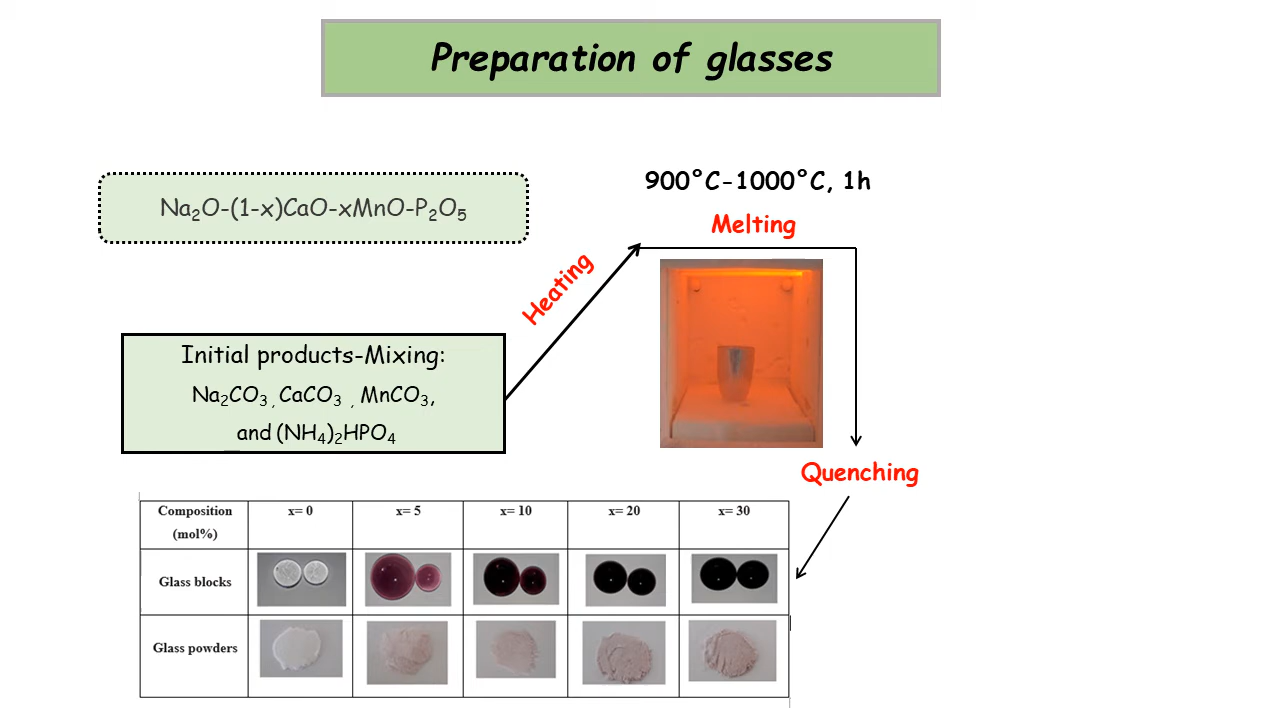 Preparation of glasses
Na₂O-(1-x)CaO-xMnO-P₂O₅
900°C-1000°C, 1h
Melting
Heating
Initial products-Mixing:
Na₂CO₃ , CaCO₃ , MnCO₃,
and (NH₄)₂HPO₄
Quenching
Composition (mol%) x= 0 x= 5 x= 10 x= 20 x= 30
Glass blocks
Glass powders